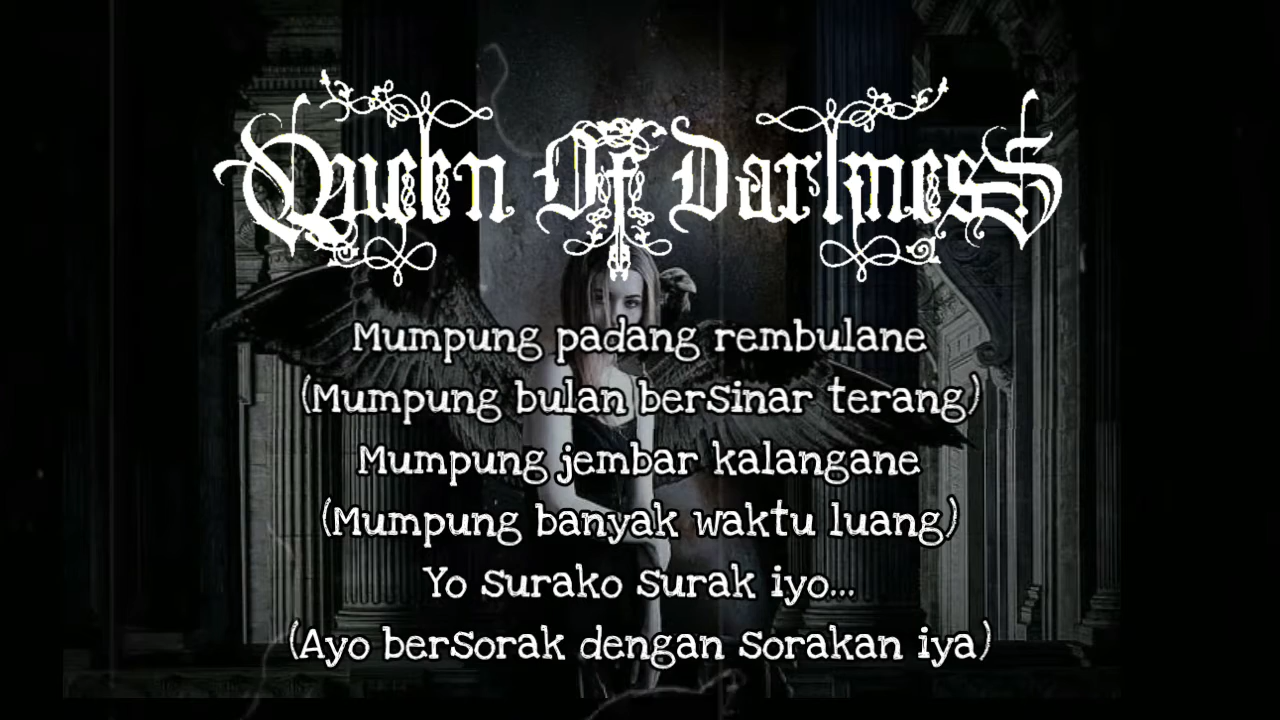 Queen Of Darkness
Mumpung padang rembulane
(Mumpung bulan bersinar terang)
Mumpung jembar kalangane
(Mumpung banyak waktu luang)
Yo surako surak iyo...
(Ayo bersorak dengan sorakan iya)